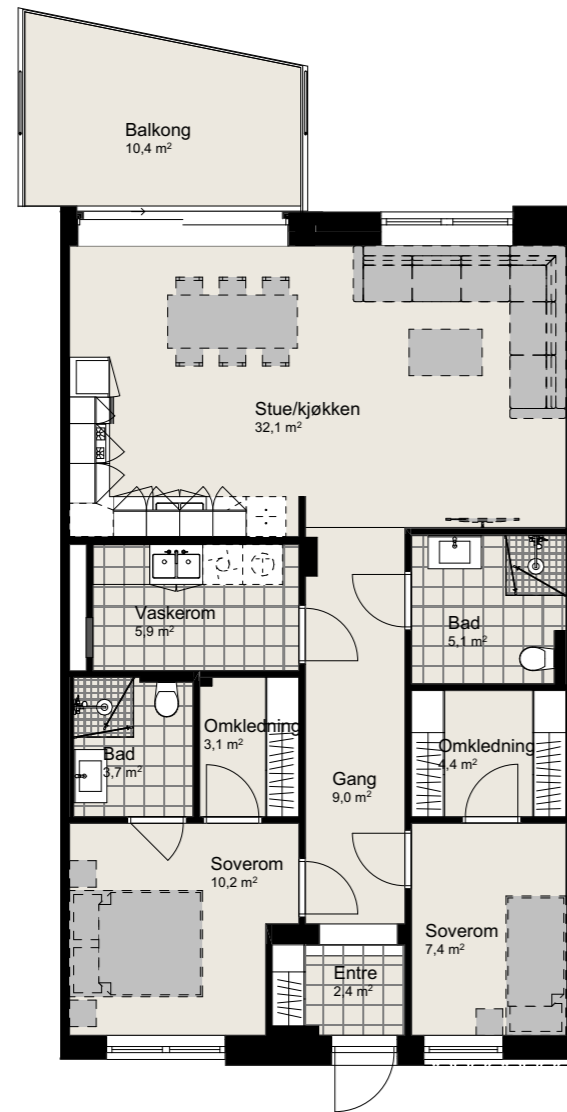 Balkong
10,4 m²
Stue/kjøkken
32,1 m²
Vaskerom
5,9 m²
Bad
5,1 m²
Omkledning
3,1 m²
Omkledning
4,4 m²
Bad
3,7 m²
Gang
9,0 m²
Soverom
10,2 m²
Soverom
7,4 m²
Entre
2,4 m²